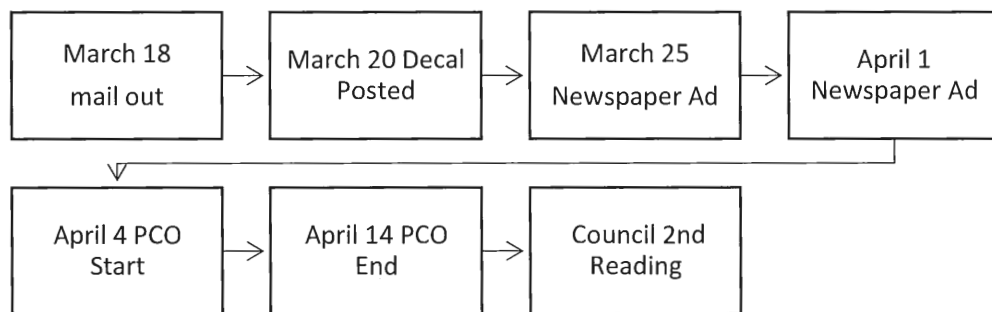 March 18
mail out
March 20 Decal
Posted
March 25
Newspaper Ad
April 1
Newspaper Ad
April 4 PCO
Start
April 14 PCO
End
Council 2nd
Reading